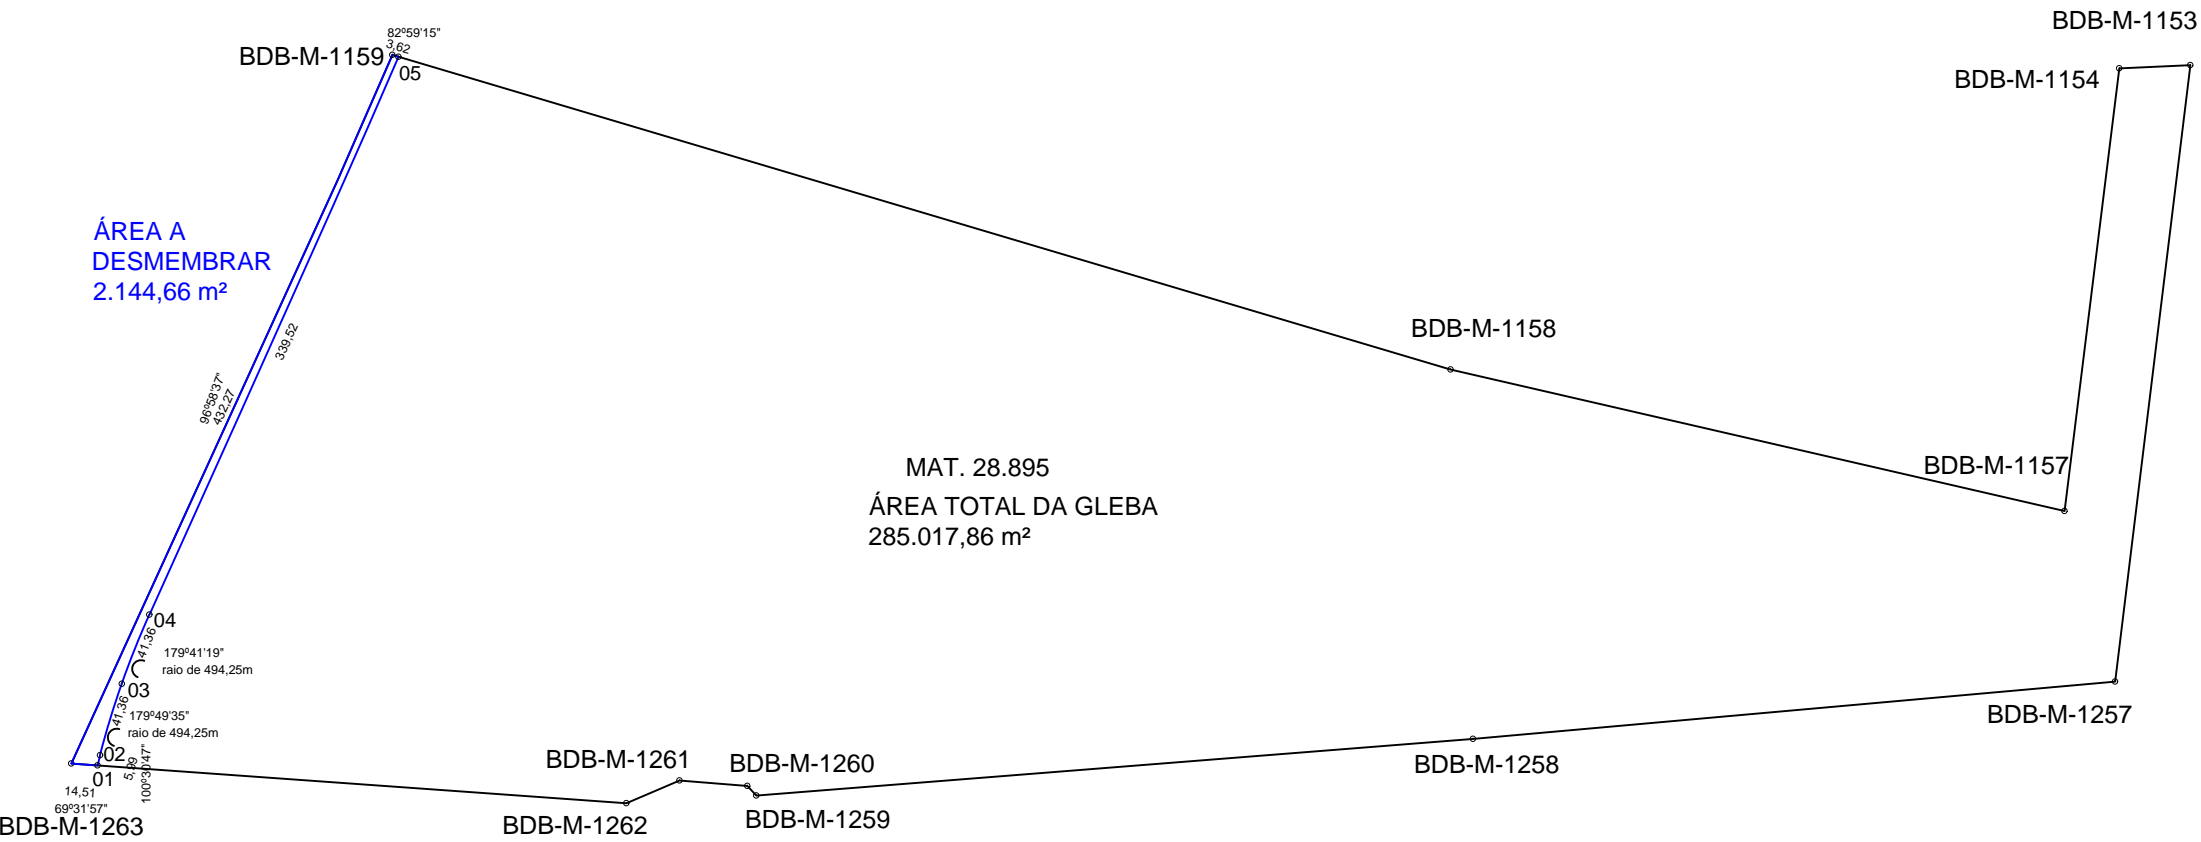 BDB-M-1153
82º59'15"
3,62
BDB-M-1159
05
BDB-M-1154
ÁREA A
DESMEMBRAR
2.144,66 m²
339,52
BDB-M-1158
96º58'37"
432,27
MAT. 28.895
BDB-M-1157
ÁREA TOTAL DA GLEBA
285.017,86 m²
04
41,36
179º41'19"
raio de 494,25m
03
41,36
179º49'35"
raio de 494,25m
BDB-M-1257
02
01
5,99
100º30'47"
BDB-M-1261
BDB-M-1260
BDB-M-1258
14,51
69º31'57"
BDB-M-1263
BDB-M-1262
BDB-M-1259